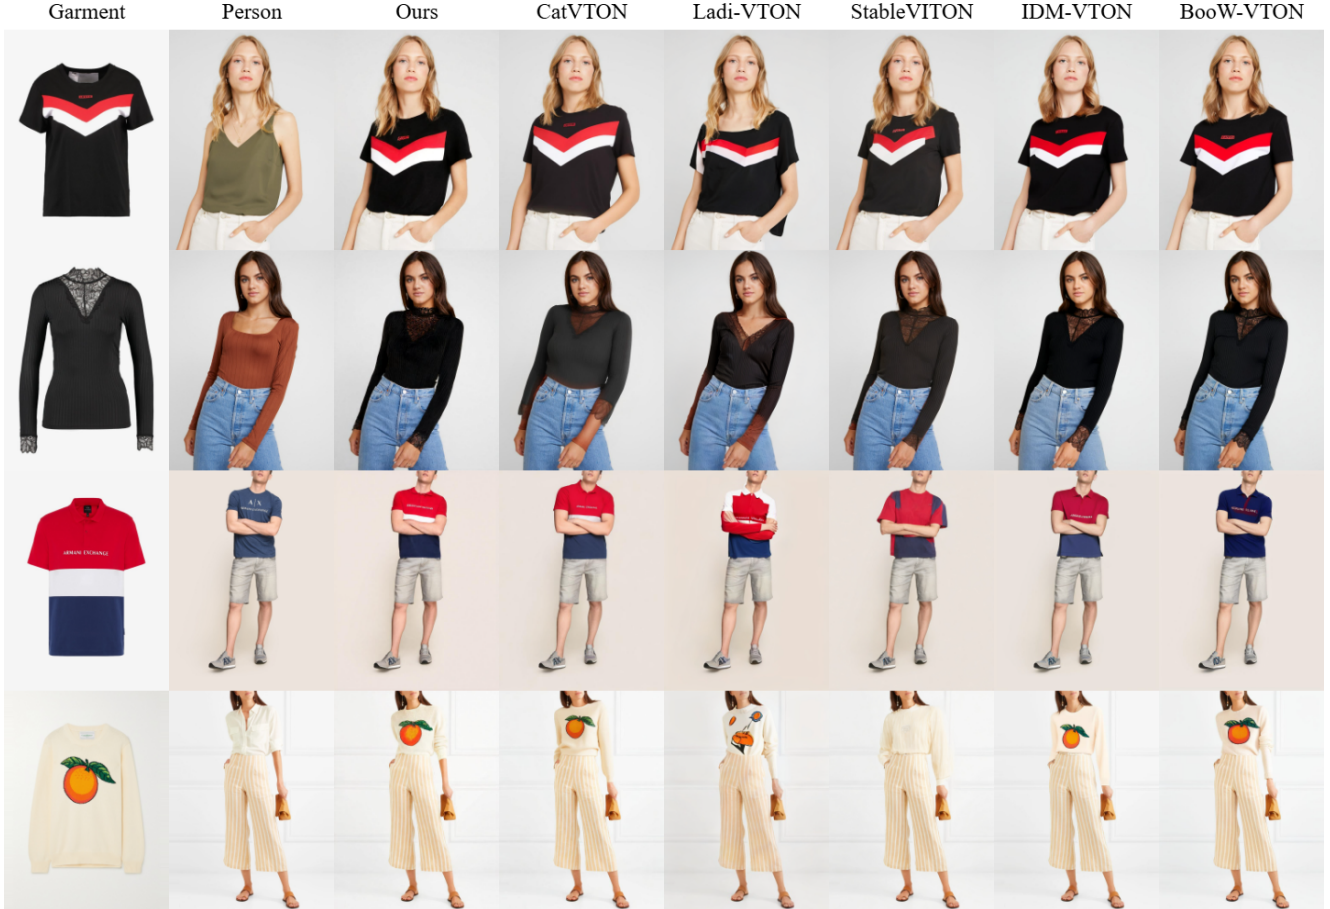 Garment Person Ours CatVTON Ladi-VTON StableVITON IDM-VTON BooW-VTON
ARMANI EXCHANGE
A|X